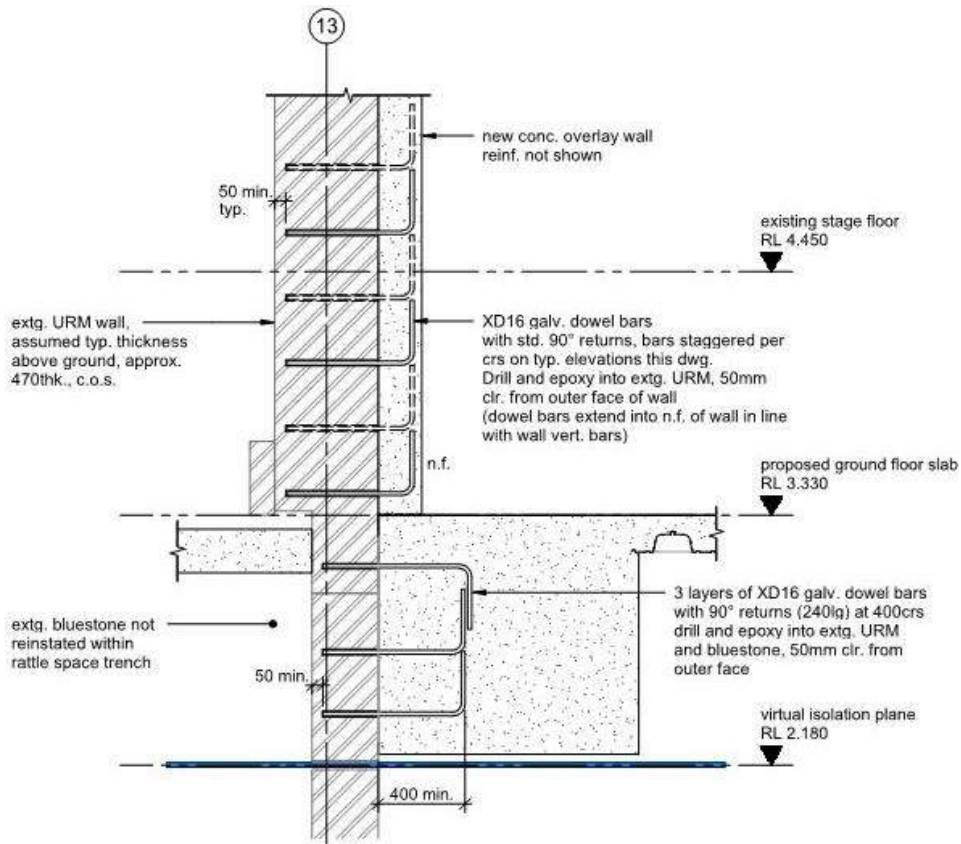 13
new conc. overlay wall
reinf. not shown
50 min.
typ.
existing stage floor
RL 4.450
extg. URM wall,
assumed typ. thickness
above ground, approx.
470thk., c.o.s.
XD16 galv. dowel bars
with std. 90° returns, bars staggered per
crs on typ. elevations this dwg.
Drill and epoxy into extg. URM, 50mm
clr. from outer face of wall
(dowel bars extend into n.f. of wall in line
with wall vert. bars)
n.f.
proposed ground floor slab
RL 3.330
3 layers of XD16 galv. dowel bars
with 90° returns (240lg) at 400crs
drill and epoxy into extg. URM
and bluestone, 50mm clr. from
outer face
extg. bluestone not
reinstated within
rattle space trench
50 min.
virtual isolation plane
RL 2.180
400 min.